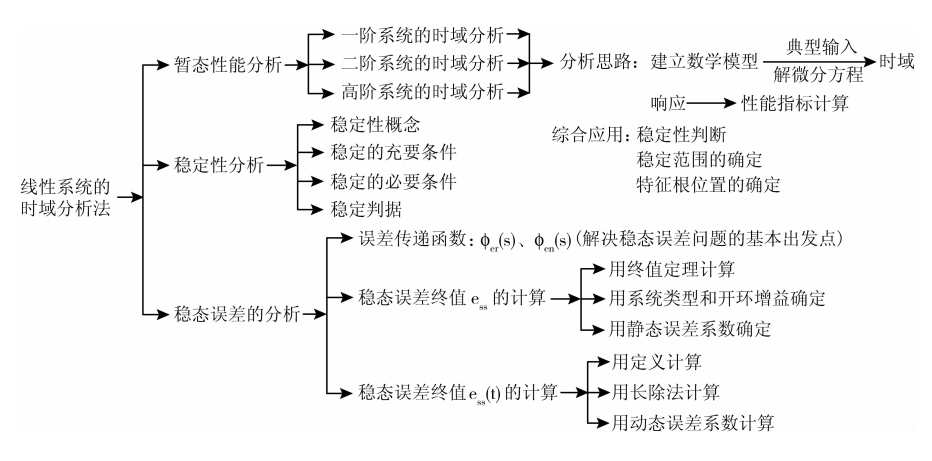 线性系统的
时域分析法
暂态性能分析
一阶系统的时域分析
二阶系统的时域分析
高阶系统的时域分析
分析思路：建立数学模型
典型输入
解微分方程
时域
响应
性能指标计算
稳定性分析
稳定性概念
稳定的充要条件
稳定的必要条件
稳定判据
综合应用：稳定性判断
稳定范围的确定
特征根位置的确定
稳态误差的分析
误差传递函数：ϕer(s)、ϕen(s)(解决稳态误差问题的基本出发点)
稳态误差终值ess的计算
用终值定理计算
用系统类型和开环增益确定
用静态误差系数确定
稳态误差终值ess(t)的计算
用定义计算
用长除法计算
用动态误差系数计算